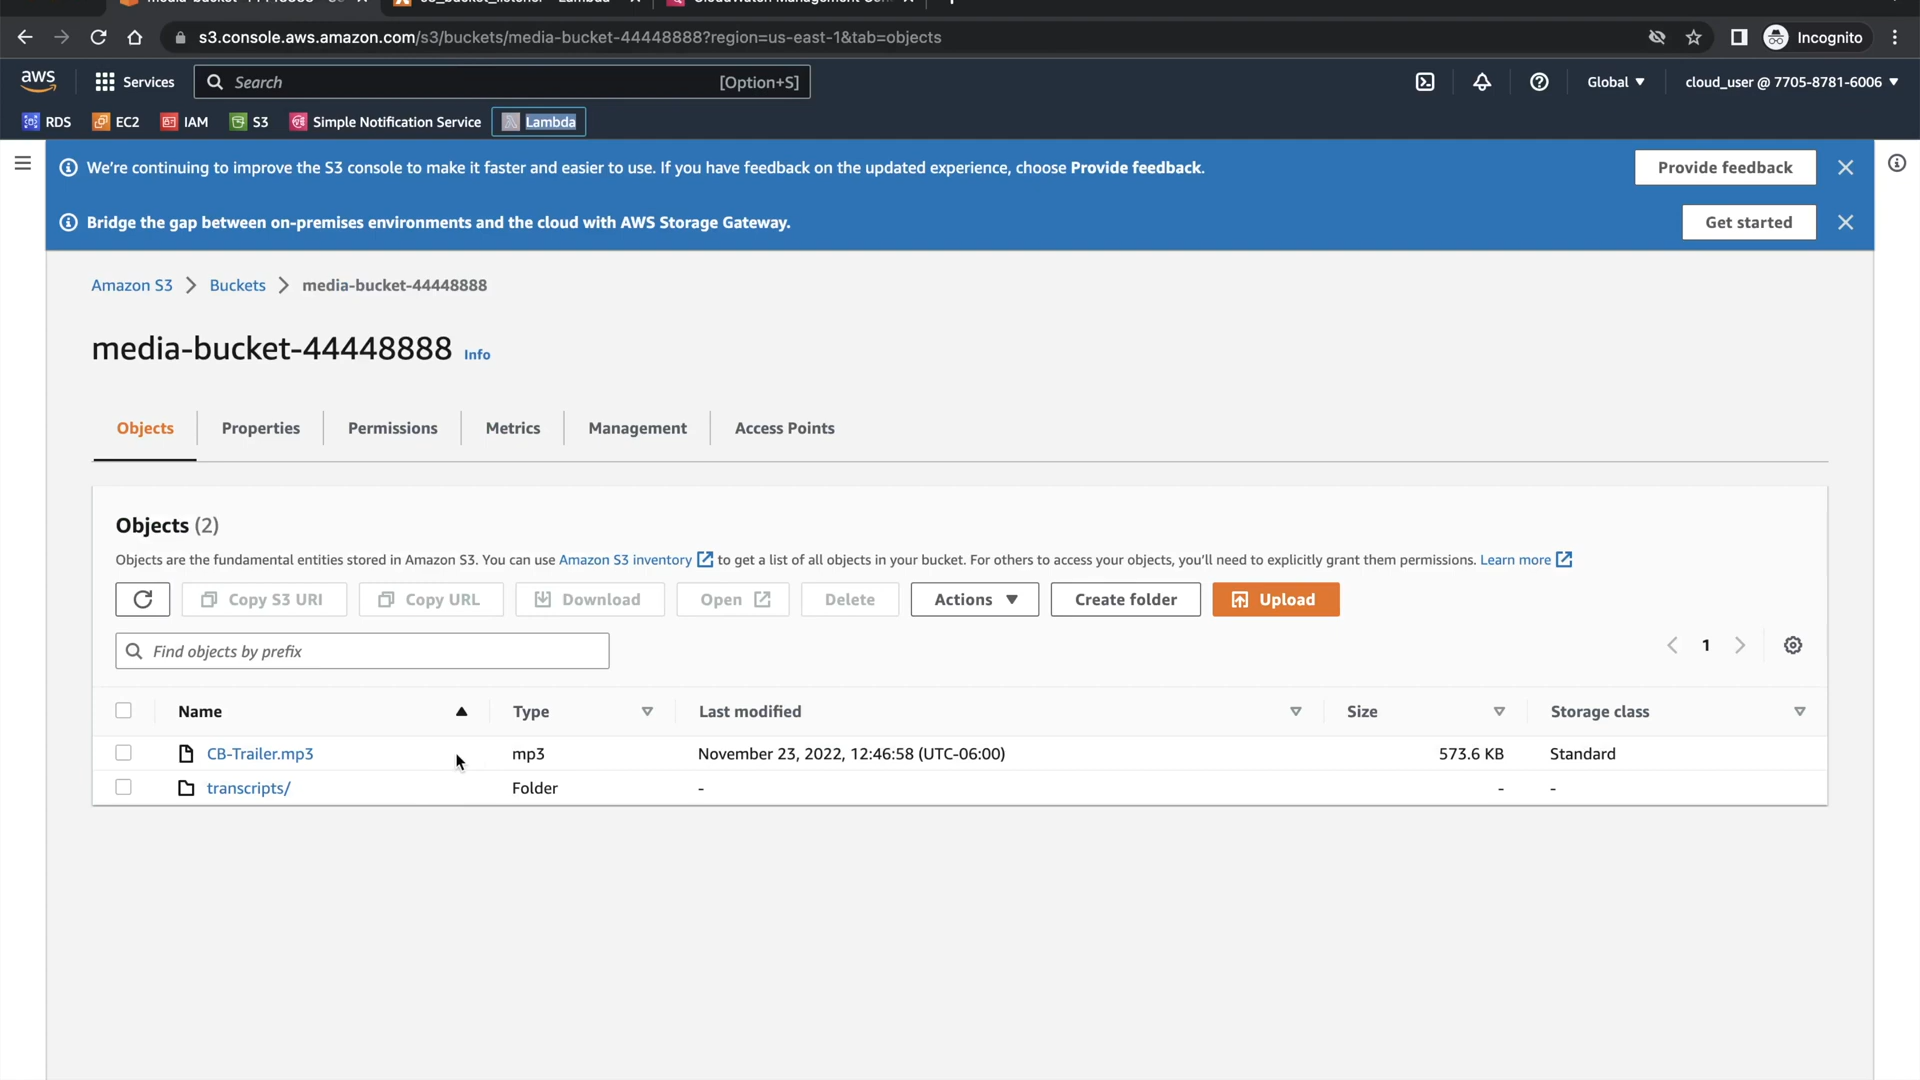 s3.console.aws.amazon.com/s3/buckets/media-bucket-44448888?region=us-east-1&tab=objects
Incognito
aws
Services
Search
[Option+S]
Global
cloud_user @ 7705-8781-6006
RDS
EC2
IAM
S3
Simple Notification Service
Lambda
We're continuing to improve the S3 console to make it faster and easier to use. If you have feedback on the updated experience, choose Provide feedback.
Provide feedback
Bridge the gap between on-premises environments and the cloud with AWS Storage Gateway.
Get started
Amazon S3
Buckets
media-bucket-44448888
media-bucket-44448888 Info
Objects
Properties
Permissions
Metrics
Management
Access Points
Objects (2)
Objects are the fundamental entities stored in Amazon S3. You can use Amazon S3 inventory to get a list of all objects in your bucket. For others to access your objects, you'll need to explicitly grant them permissions. Learn more
Copy S3 URI
Copy URL
Download
Open
Delete
Actions
Create folder
Upload
Find objects by prefix
1
Name
Type
Last modified
Size
Storage class
CB-Trailer.mp3
mp3
November 23, 2022, 12:46:58 (UTC-06:00)
573.6 KB
Standard
transcripts/
Folder
-
-
-